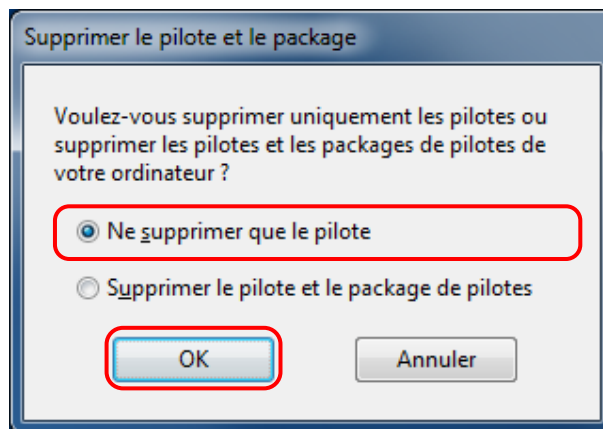 Supprimer le pilote et le package
Voulez-vous supprimer uniquement les pilotes ou
supprimer les pilotes et les packages de pilotes de
votre ordinateur ?
Ne supprimer que le pilote
Supprimer le pilote et le package de pilotes
OK
Annuler